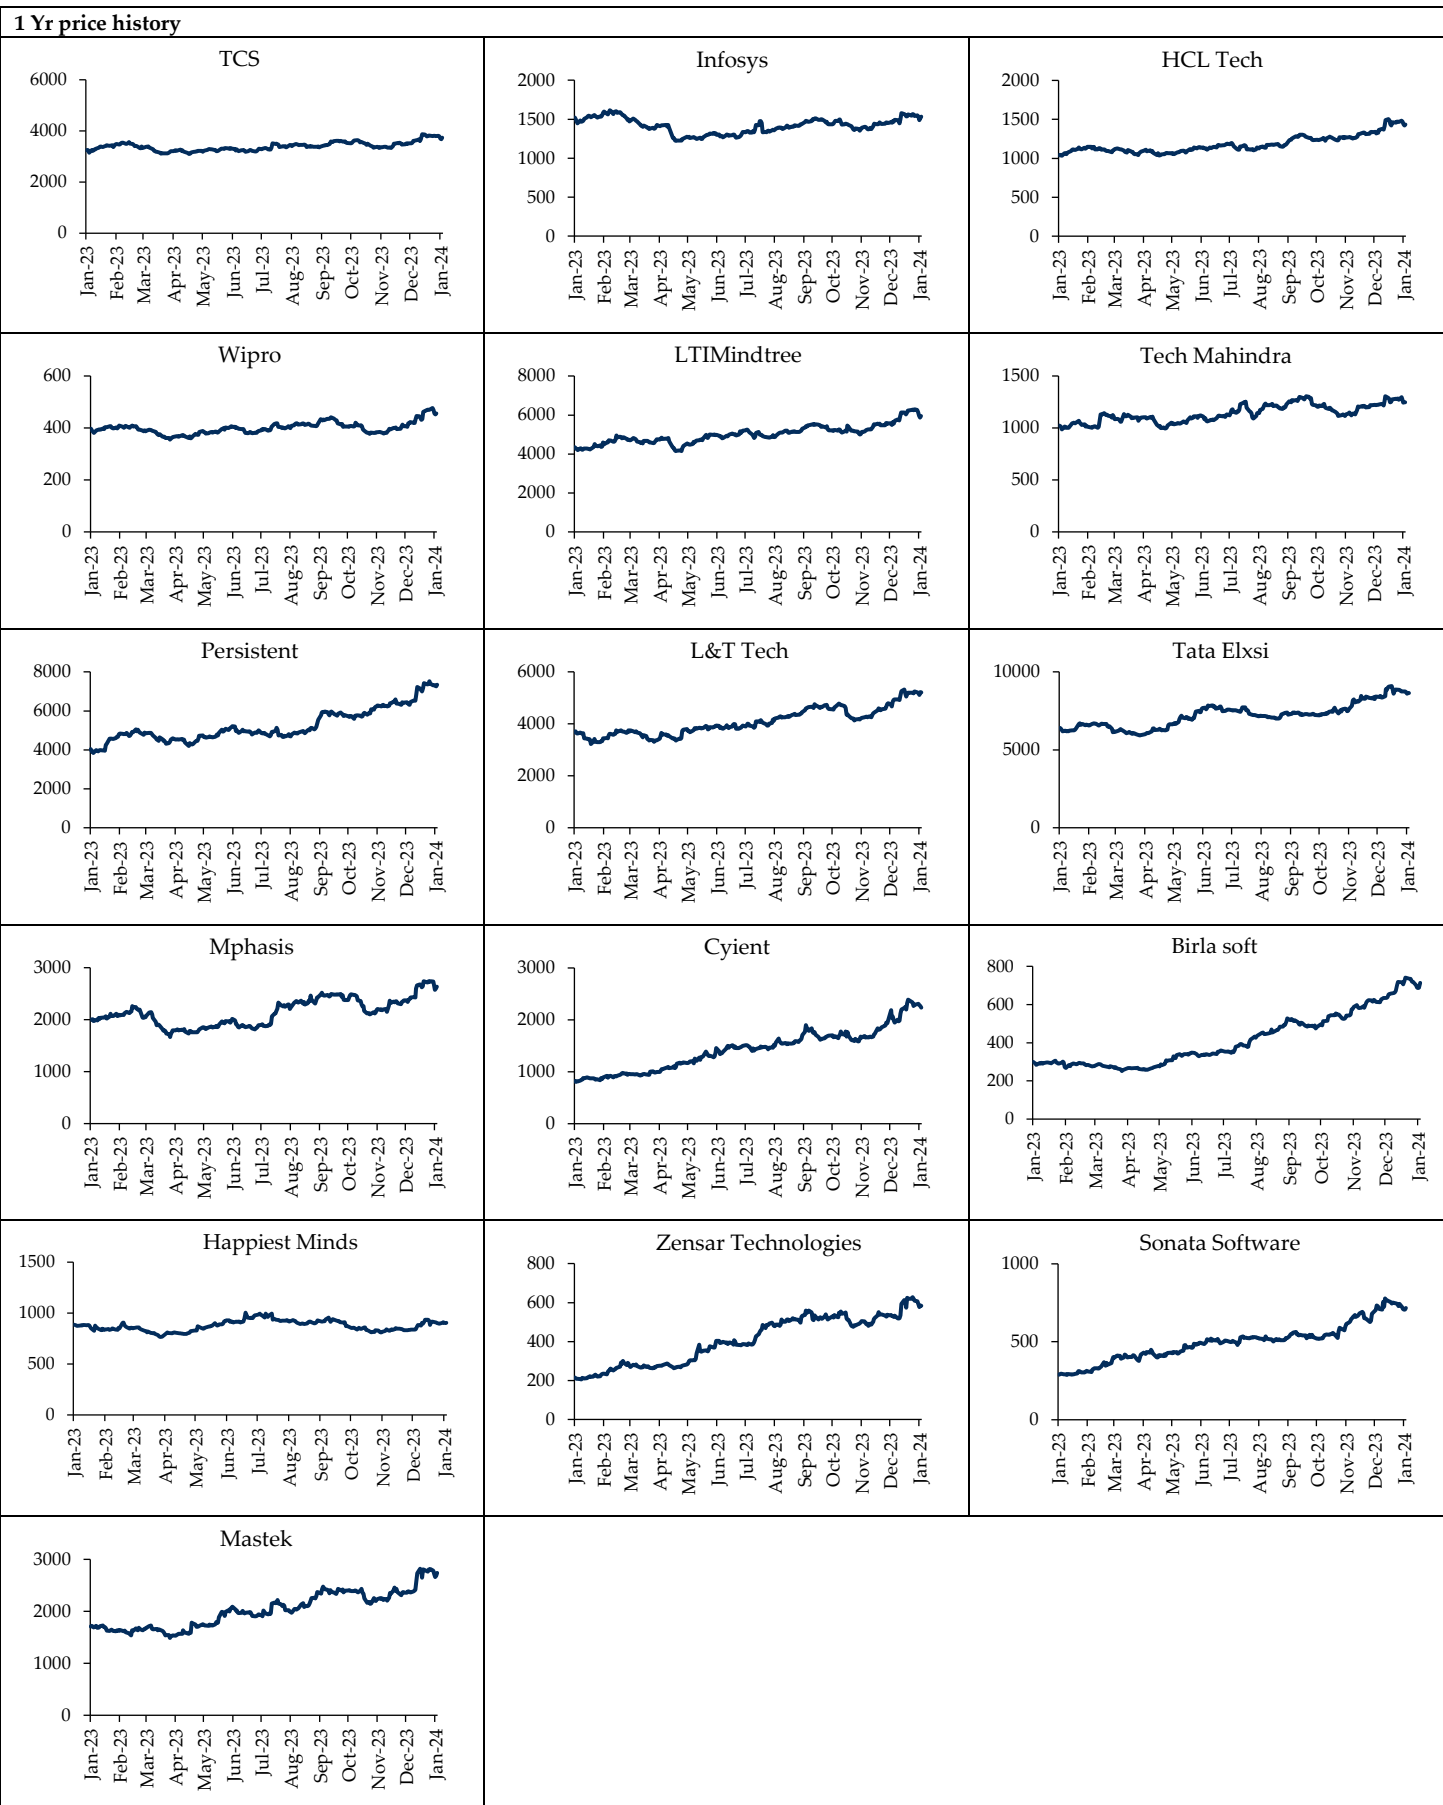 1 Yr price history
TCS
6000
4000
2000
0
Jan-23 Feb-23 Mar-23 Apr-23 May-23 Jun-23 Jul-23 Aug-23 Sep-23 Oct-23 Nov-23 Dec-23 Jan-24
Infosys
2000
1500
1000
500
0
Jan-23 Feb-23 Mar-23 Apr-23 May-23 Jun-23 Jul-23 Aug-23 Sep-23 Oct-23 Nov-23 Dec-23 Jan-24
HCL Tech
2000
1500
1000
500
0
Jan-23 Feb-23 Mar-23 Apr-23 May-23 Jun-23 Jul-23 Aug-23 Sep-23 Oct-23 Nov-23 Dec-23 Jan-24
Wipro
600
400
200
0
Jan-23 Feb-23 Mar-23 Apr-23 May-23 Jun-23 Jul-23 Aug-23 Sep-23 Oct-23 Nov-23 Dec-23 Jan-24
LTIMindtree
8000
6000
4000
2000
0
Jan-23 Feb-23 Mar-23 Apr-23 May-23 Jun-23 Jul-23 Aug-23 Sep-23 Oct-23 Nov-23 Dec-23 Jan-24
Tech Mahindra
1500
1000
500
0
Jan-23 Feb-23 Mar-23 Apr-23 May-23 Jun-23 Jul-23 Aug-23 Sep-23 Oct-23 Nov-23 Dec-23 Jan-24
Persistent
8000
6000
4000
2000
0
Jan-23 Feb-23 Mar-23 Apr-23 May-23 Jun-23 Jul-23 Aug-23 Sep-23 Oct-23 Nov-23 Dec-23 Jan-24
L&T Tech
6000
4000
2000
0
Jan-23 Feb-23 Mar-23 Apr-23 May-23 Jun-23 Jul-23 Aug-23 Sep-23 Oct-23 Nov-23 Dec-23 Jan-24
Tata Elxsi
10000
5000
0
Jan-23 Feb-23 Mar-23 Apr-23 May-23 Jun-23 Jul-23 Aug-23 Sep-23 Oct-23 Nov-23 Dec-23 Jan-24
Mphasis
3000
2000
1000
0
Jan-23 Feb-23 Mar-23 Apr-23 May-23 Jun-23 Jul-23 Aug-23 Sep-23 Oct-23 Nov-23 Dec-23 Jan-24
Cyient
3000
2000
1000
0
Jan-23 Feb-23 Mar-23 Apr-23 May-23 Jun-23 Jul-23 Aug-23 Sep-23 Oct-23 Nov-23 Dec-23 Jan-24
Birla soft
800
600
400
200
0
Jan-23 Feb-23 Mar-23 Apr-23 May-23 Jun-23 Jul-23 Aug-23 Sep-23 Oct-23 Nov-23 Dec-23 Jan-24
Happiest Minds
1500
1000
500
0
Jan-23 Feb-23 Mar-23 Apr-23 May-23 Jun-23 Jul-23 Aug-23 Sep-23 Oct-23 Nov-23 Dec-23 Jan-24
Zensar Technologies
800
600
400
200
0
Jan-23 Feb-23 Mar-23 Apr-23 May-23 Jun-23 Jul-23 Aug-23 Sep-23 Oct-23 Nov-23 Dec-23 Jan-24
Sonata Software
1000
500
0
Jan-23 Feb-23 Mar-23 Apr-23 May-23 Jun-23 Jul-23 Aug-23 Sep-23 Oct-23 Nov-23 Dec-23 Jan-24
Mastek
3000
2000
1000
0
Jan-23 Feb-23 Mar-23 Apr-23 May-23 Jun-23 Jul-23 Aug-23 Sep-23 Oct-23 Nov-23 Dec-23 Jan-24